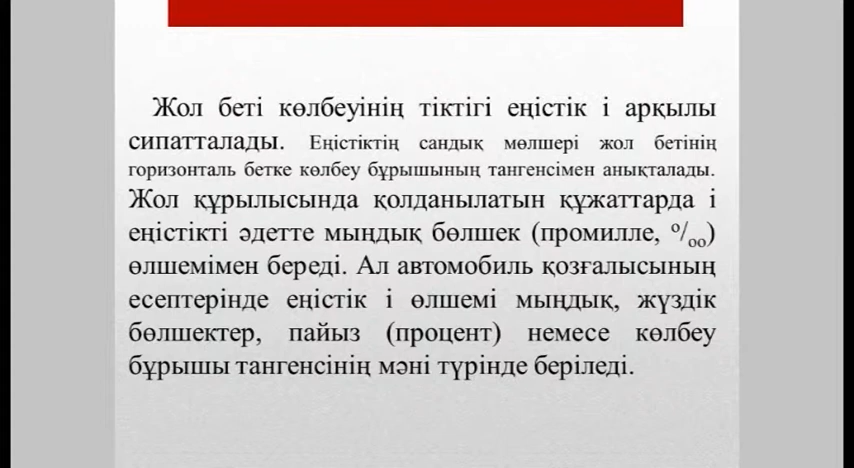 Жол беті көлбеуінің тіктігі еңістік і арқылы
сипатталады. Еңістіктің сандық мөлшері жол бетінің
горизонталь бетке көлбеу бұрышының тангенсімен анықталады.
Жол құрылысында қолданылатын құжаттарда і
еңістікті әдетте мыңдық бөлшек (промилле, º/₀₀)
өлшемімен береді. Ал автомобиль қозғалысының
есептерінде еңістік і өлшемі мыңдық, жүздік
бөлшектер, пайыз (процент) немесе көлбеу
бұрышы тангенсінің мәні түрінде беріледі.